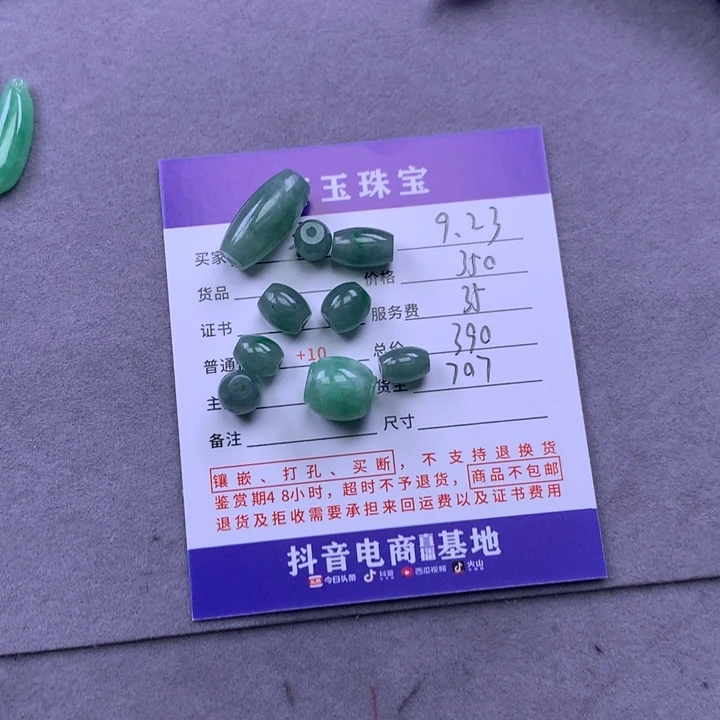 玉珠宝
买家 9.23
货品 价格 350
证书 服务费 35
普通 +10 总价 390
主 货主 707
备注 尺寸
镶嵌、打孔、买断，不支持退换货
鉴赏期48小时，超时不予退货，商品不包邮
退货及拒收需要承担来回运费以及证书费用
抖音电商直播基地
头条 今日头条 抖音 西瓜视频 火山